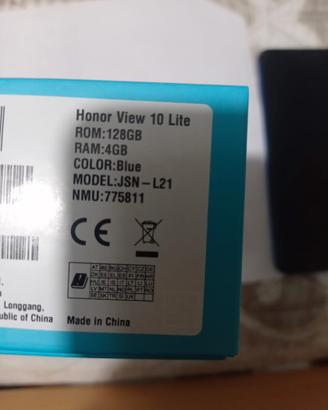 Honor View 10 Lite
ROM:128GB
RAM:4GB
COLOR:Blue
MODEL:JSN-L21
NMU:775811
CE
Longgang,
ublic of China
Made in China